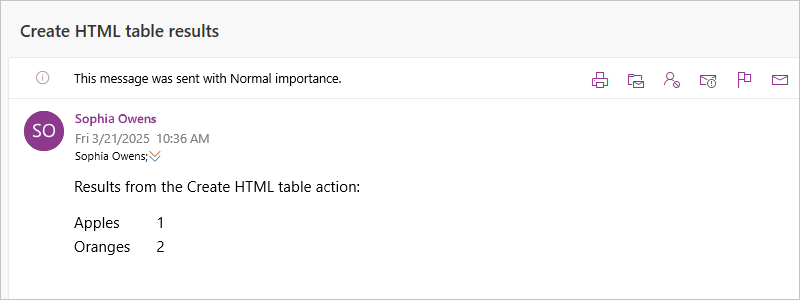 Create HTML table results
This message was sent with Normal importance.
SO
Sophia Owens
Fri 3/21/2025 10:36 AM
Sophia Owens;
Results from the Create HTML table action:
Apples 1
Oranges 2